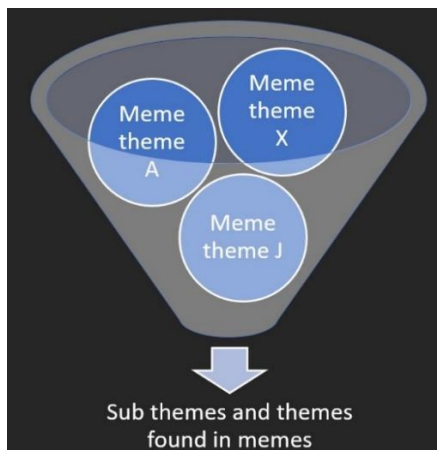 Meme
theme
A
Meme
theme
X
Meme
theme J
Sub themes and themes
found in memes